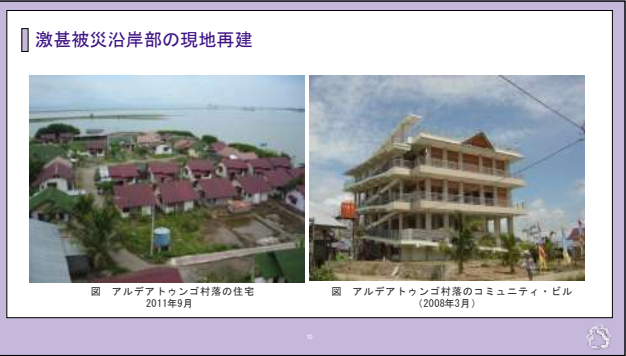 激甚被災沿岸部の現地再建
図　アルデアトゥンゴ村落の住宅
2011年9月
図　アルデアトゥンゴ村落のコミュニティ・ビル
（2008年3月）